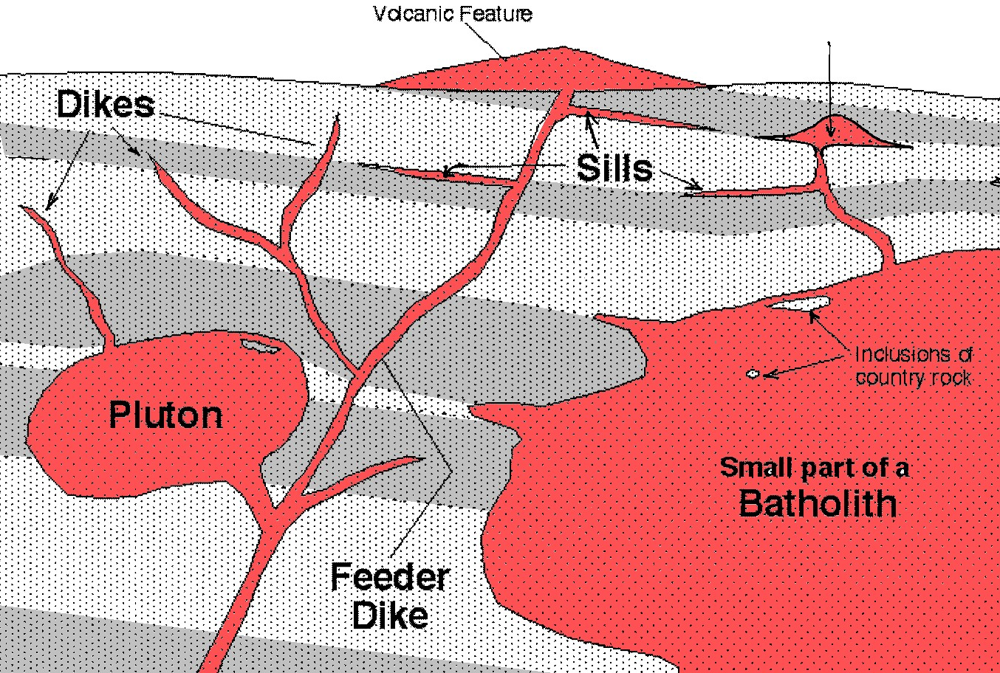 Volcanic Feature
Dikes
Sills
Inclusions of
country rock
Pluton
Small part of a
Batholith
Feeder
Dike